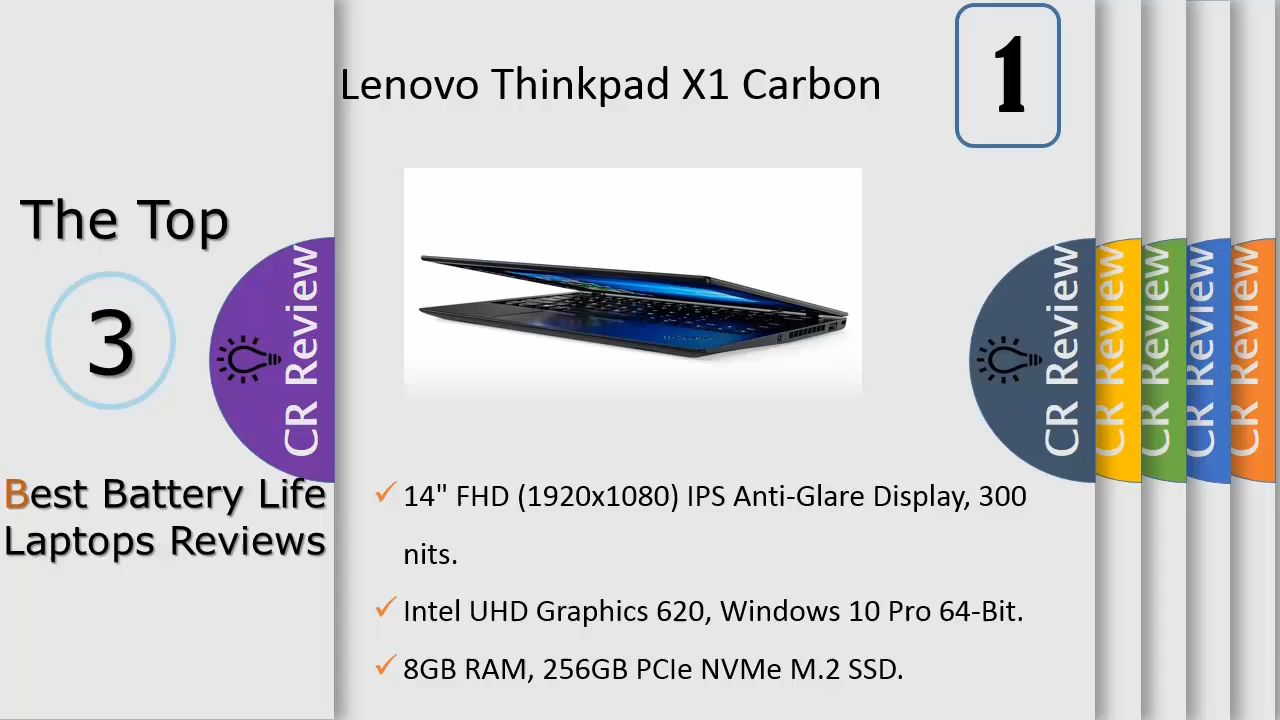 Lenovo Thinkpad X1 Carbon
1
The Top
3
Best Battery Life
Laptops Reviews
CR Review
14" FHD (1920x1080) IPS Anti-Glare Display, 300
nits.
Intel UHD Graphics 620, Windows 10 Pro 64-Bit.
8GB RAM, 256GB PCIe NVMe M.2 SSD.
CR Review
CR Review
CR Review
CR Review
CR Review